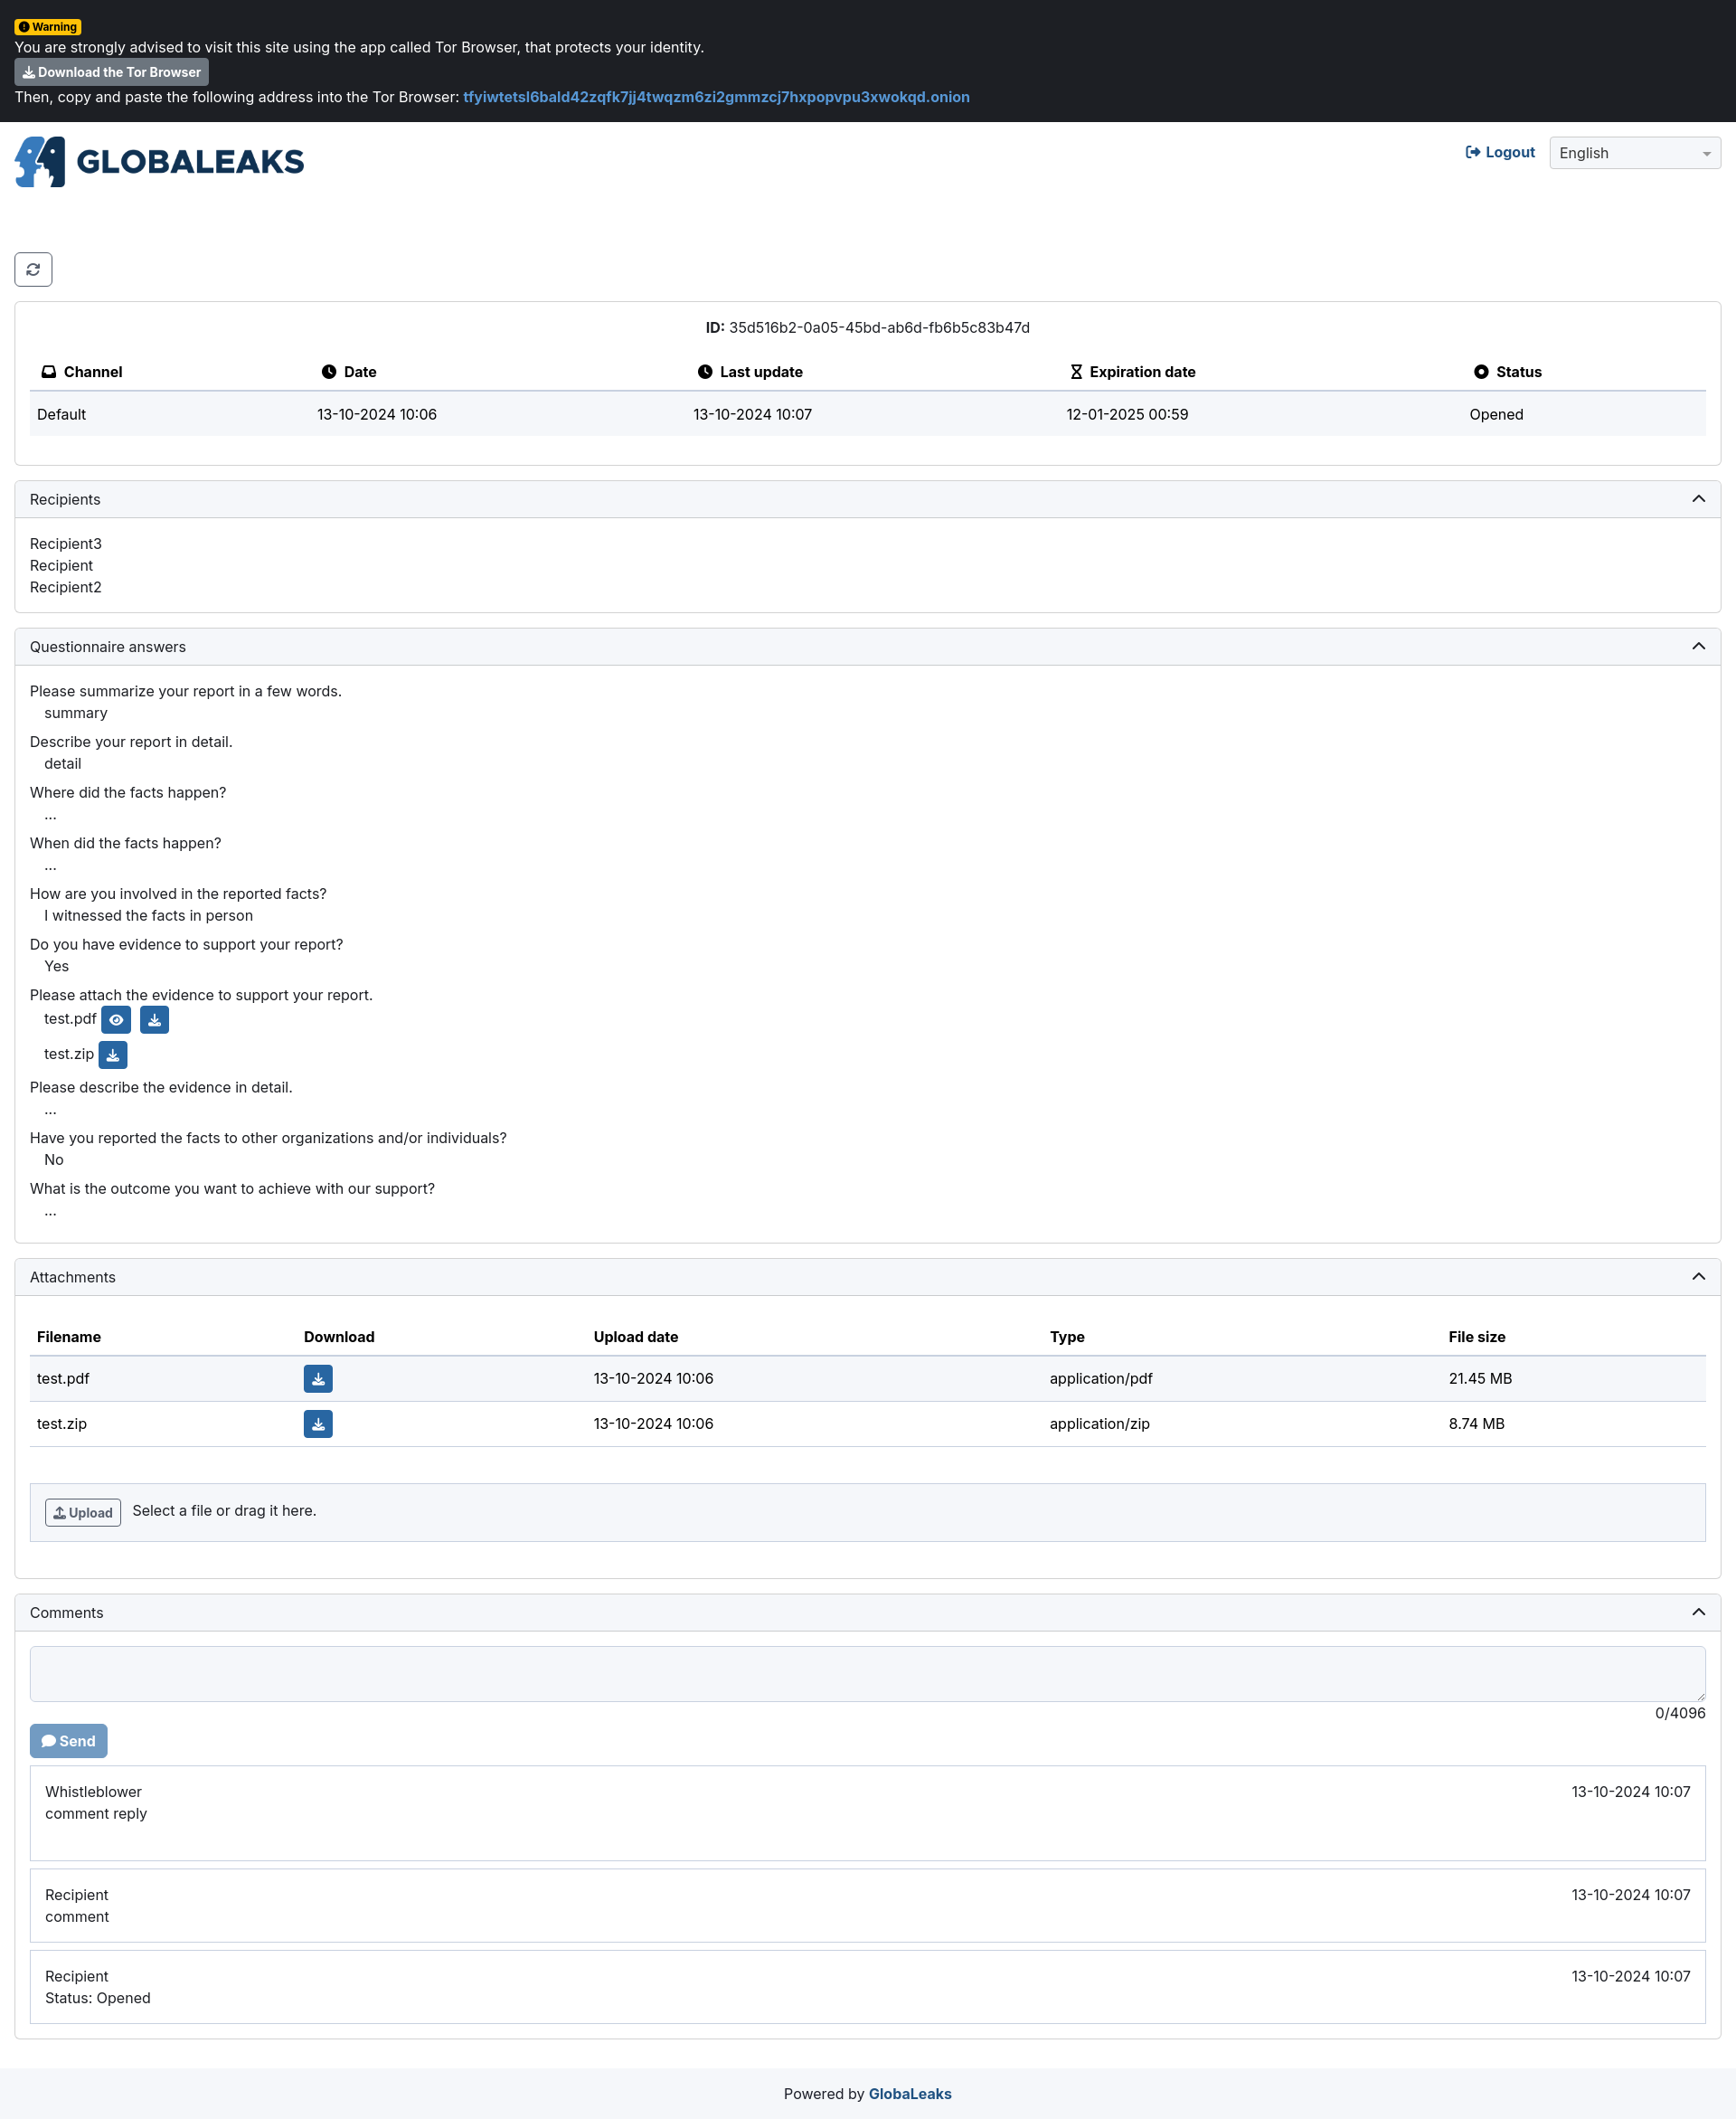 Warning
You are strongly advised to visit this site using the app called Tor Browser, that protects your identity.
Download the Tor Browser
Then, copy and paste the following address into the Tor Browser: tfyiwtetsl6bald42zqfk7jj4twqzm6zi2gmmzcj7hxpopvpu3xwokqd.onion
GLOBALEAKS
Logout English
ID: 35d516b2-0a05-45bd-ab6d-fb6b5c83b47d
Channel Date Last update Expiration date Status
Default 13-10-2024 10:06 13-10-2024 10:07 12-01-2025 00:59 Opened
Recipients
Recipient3
Recipient
Recipient2
Questionnaire answers
Please summarize your report in a few words.
summary
Describe your report in detail.
detail
Where did the facts happen?
...
When did the facts happen?
...
How are you involved in the reported facts?
I witnessed the facts in person
Do you have evidence to support your report?
Yes
Please attach the evidence to support your report.
test.pdf
test.zip
Please describe the evidence in detail.
...
Have you reported the facts to other organizations and/or individuals?
No
What is the outcome you want to achieve with our support?
...
Attachments
Filename Download Upload date Type File size
test.pdf 13-10-2024 10:06 application/pdf 21.45 MB
test.zip 13-10-2024 10:06 application/zip 8.74 MB
Upload Select a file or drag it here.
Comments
0/4096
Send
Whistleblower 13-10-2024 10:07
comment reply
Recipient 13-10-2024 10:07
comment
Recipient 13-10-2024 10:07
Status: Opened
Powered by GlobaLeaks